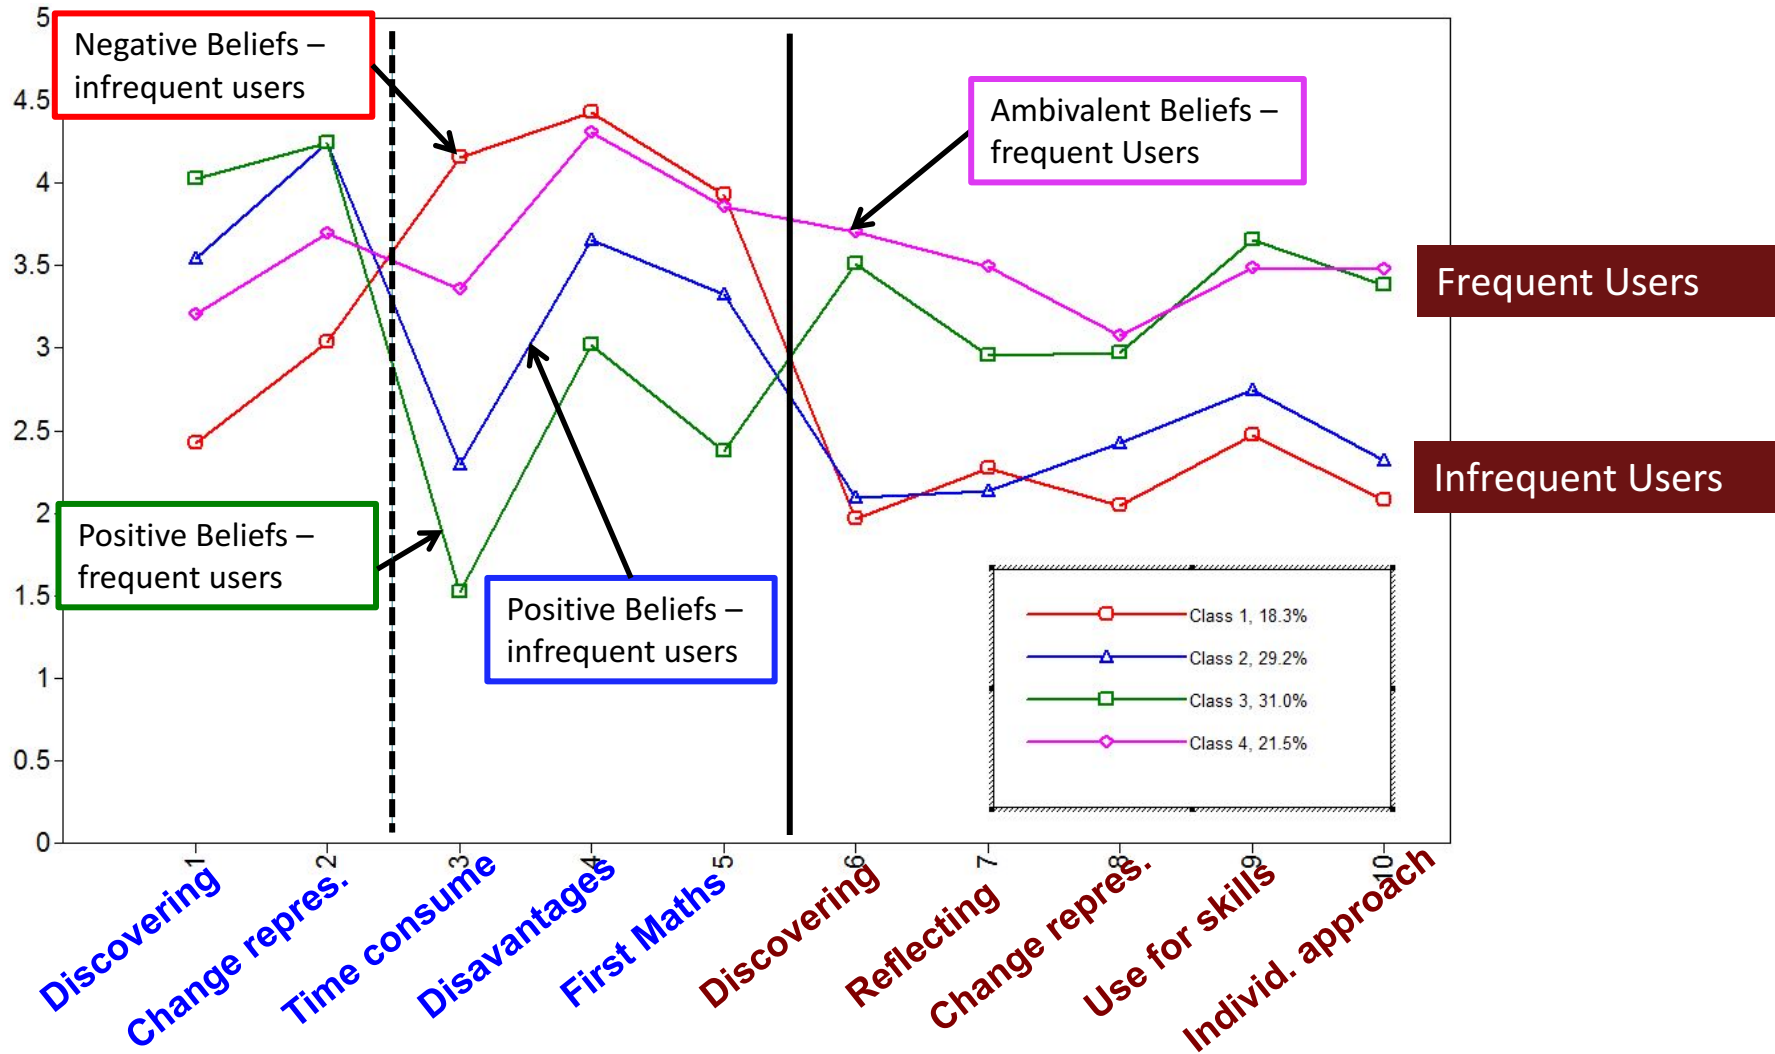 5
4.5
4
3.5
3
2.5
2
1.5
1
0.5
0
Negative Beliefs –
infrequent users
Ambivalent Beliefs –
frequent Users
Positive Beliefs –
frequent users
Positive Beliefs –
infrequent users
Frequent Users
Infrequent Users
Class 1, 18.3%
Class 2, 29.2%
Class 3, 31.0%
Class 4, 21.5%
1
2
3
4
5
6
7
8
9
10
Discovering
Change repres.
Time consume
Disavantages
First Maths
Discovering
Reflecting
Change repres.
Use for skills
Individ. approach